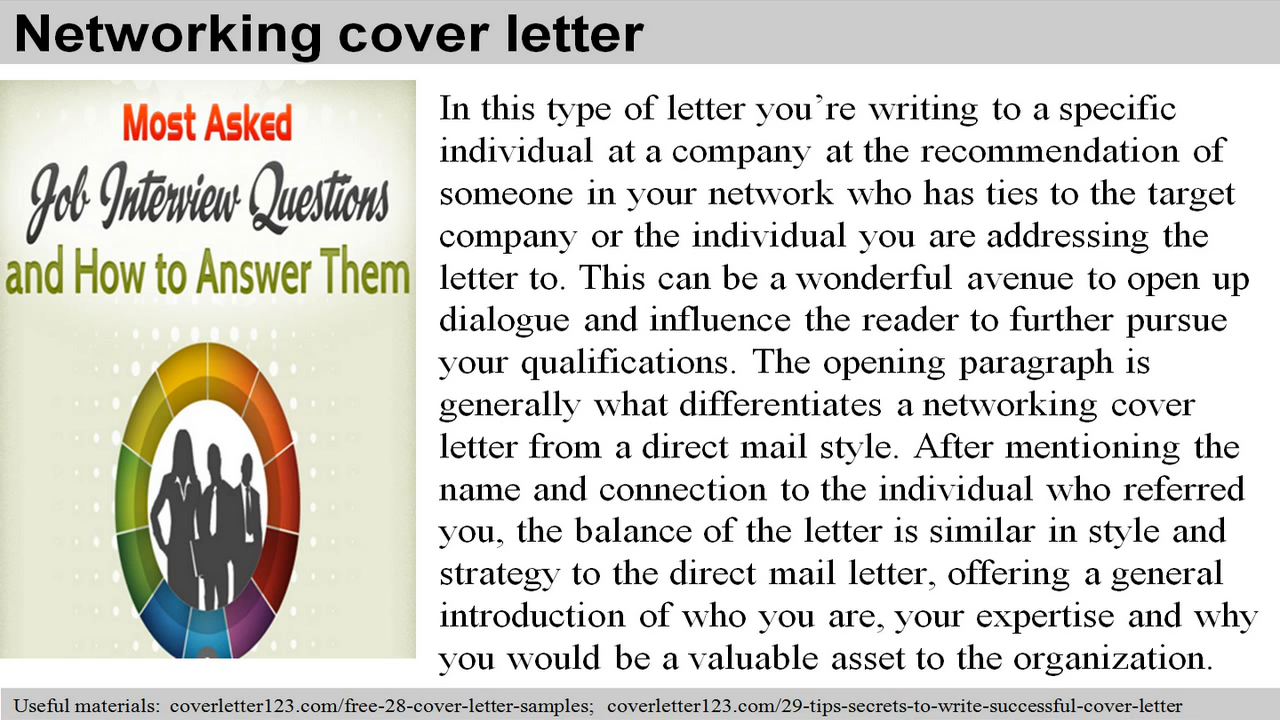 Networking cover letter
Most Asked
Job Interview Questions
and How to Answer Them
In this type of letter you’re writing to a specific
individual at a company at the recommendation of
someone in your network who has ties to the target
company or the individual you are addressing the
letter to. This can be a wonderful avenue to open up
dialogue and influence the reader to further pursue
your qualifications. The opening paragraph is
generally what differentiates a networking cover
letter from a direct mail style. After mentioning the
name and connection to the individual who referred
you, the balance of the letter is similar in style and
strategy to the direct mail letter, offering a general
introduction of who you are, your expertise and why
you would be a valuable asset to the organization.
Useful materials: coverletter123.com/free-28-cover-letter-samples; coverletter123.com/29-tips-secrets-to-write-successful-cover-letter